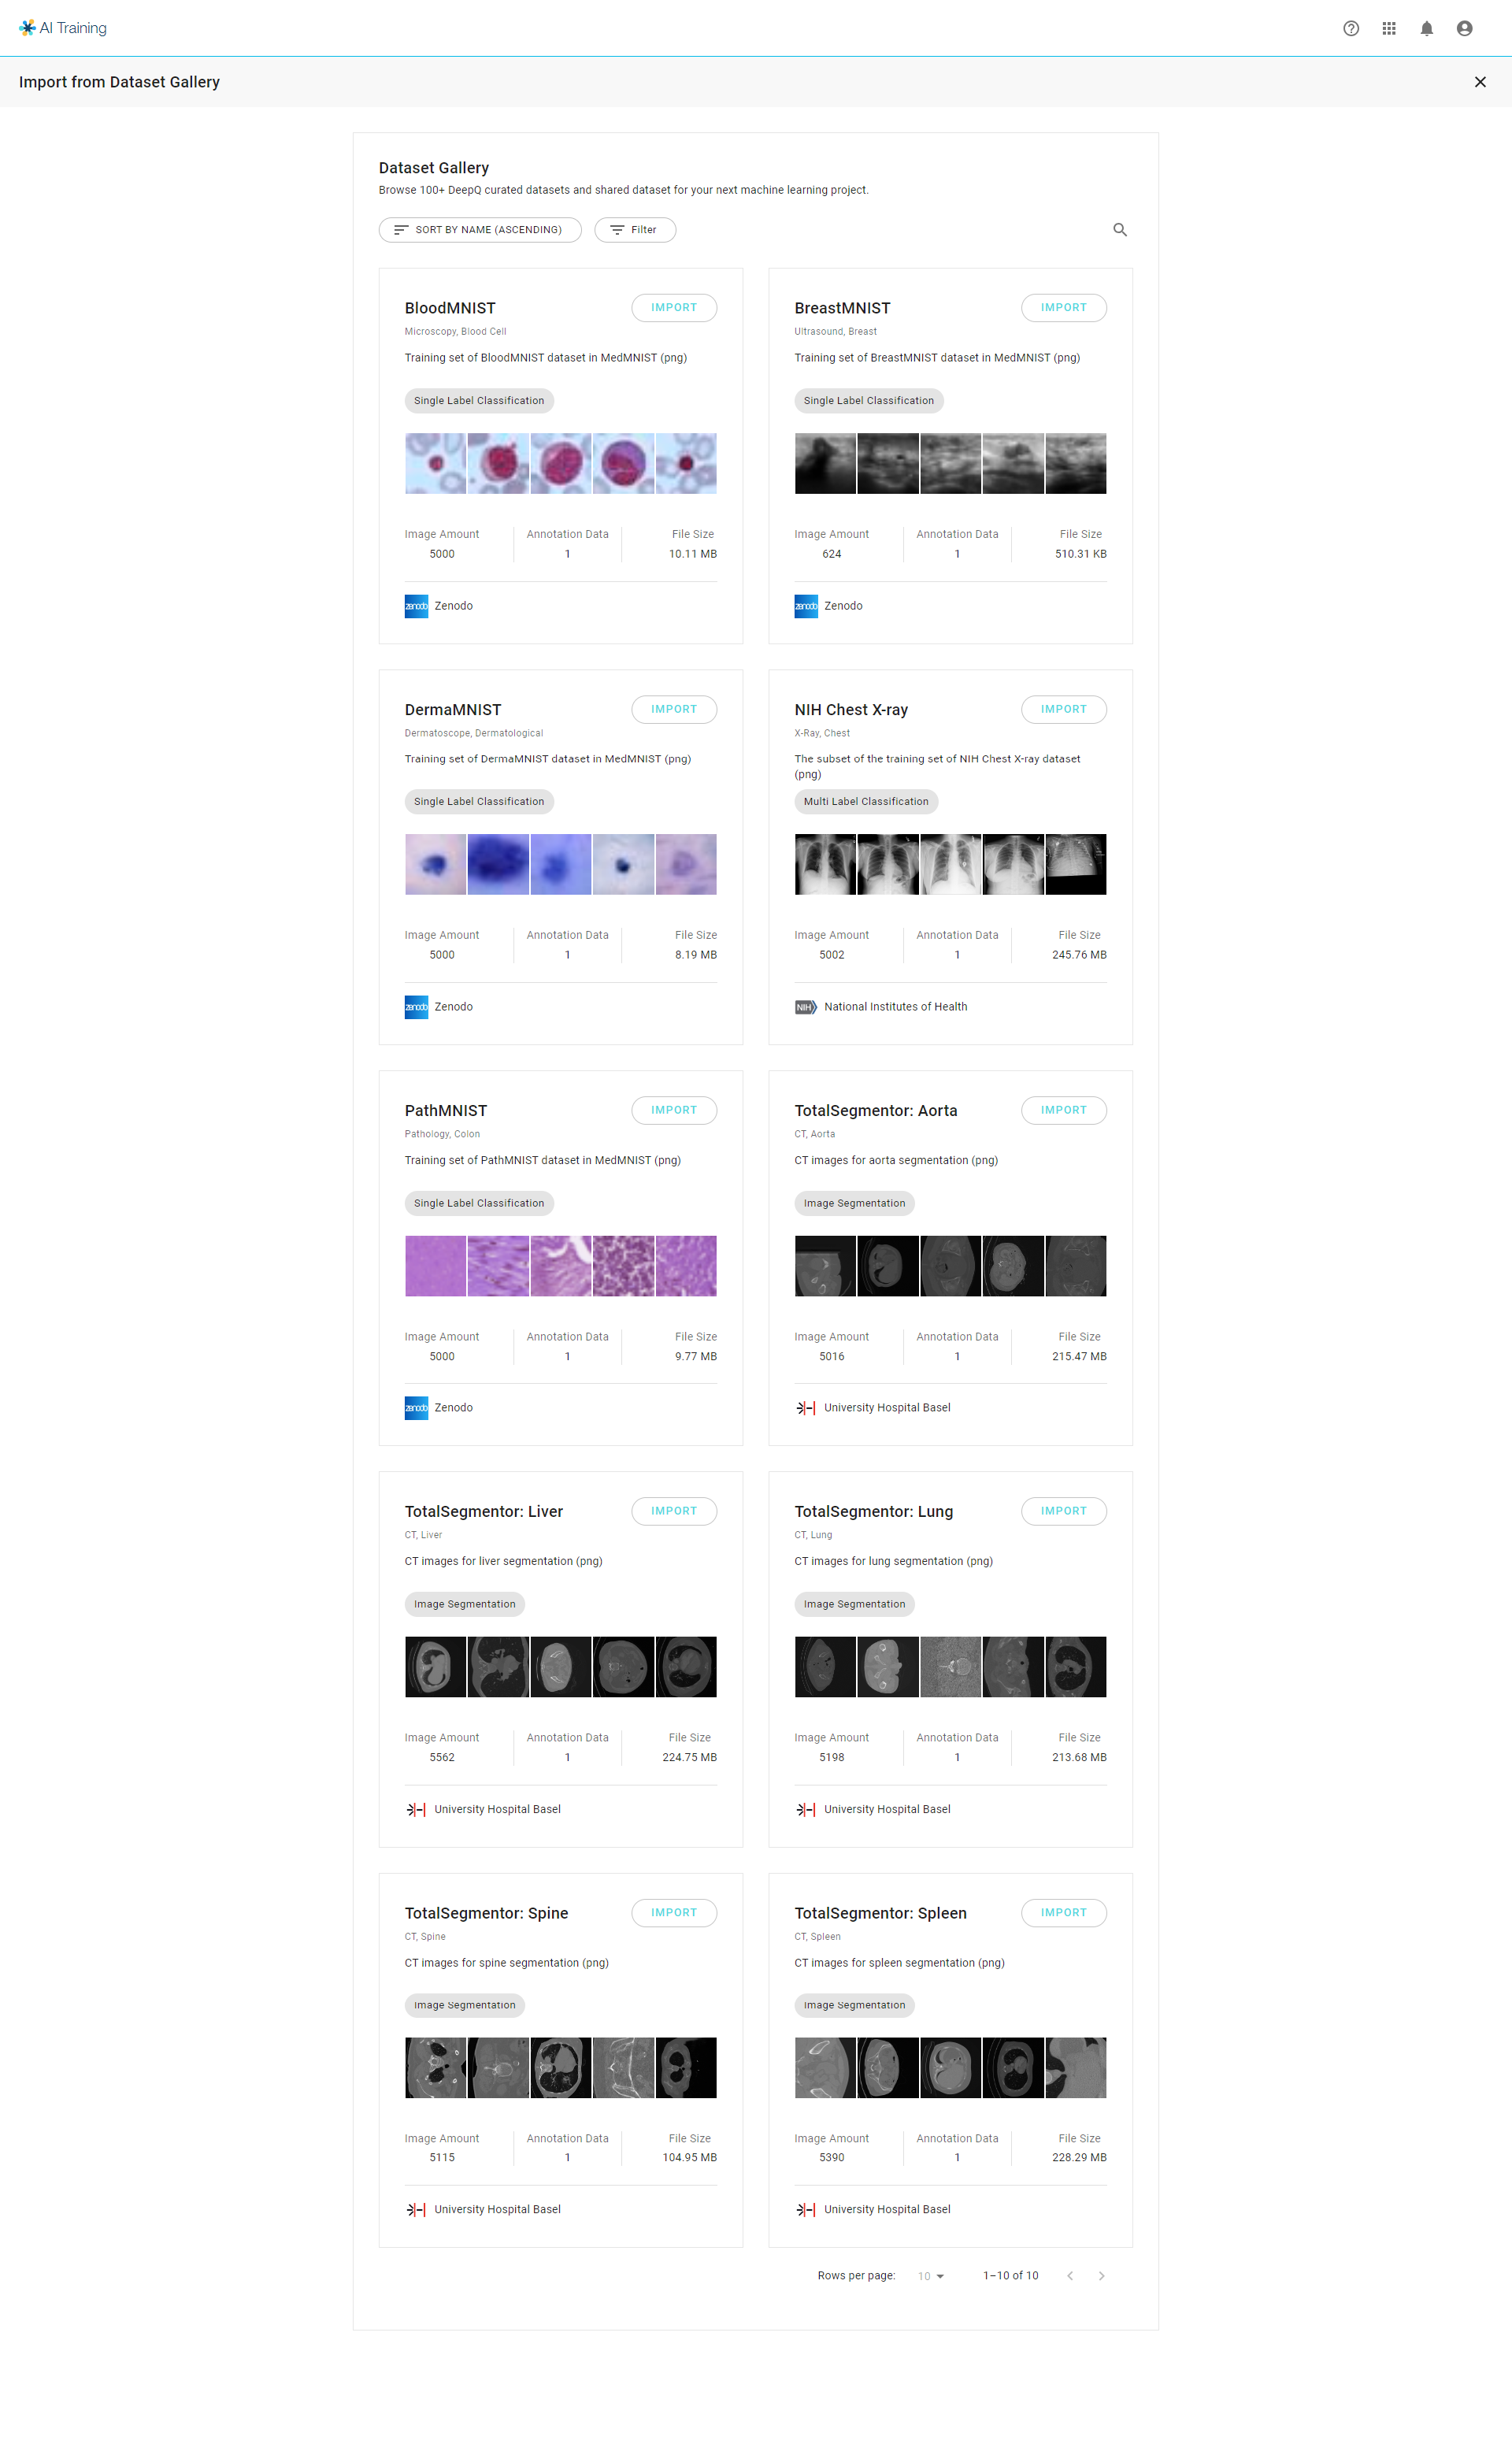 AI Training
Import from Dataset Gallery
Dataset Gallery
Browse 100+ DeepQ curated datasets and shared dataset for your next machine learning project.
SORT BY NAME (ASCENDING) Filter
BloodMNIST IMPORT
Microscopy, Blood Cell
Training set of BloodMNIST dataset in MedMNIST (png)
Single Label Classification
Image Amount Annotation Data File Size
5000 1 10.11 MB
zenodo Zenodo
BreastMNIST IMPORT
Ultrasound, Breast
Training set of BreastMNIST dataset in MedMNIST (png)
Single Label Classification
Image Amount Annotation Data File Size
624 1 510.31 KB
zenodo Zenodo
DermaMNIST IMPORT
Dermatoscope, Dermatological
Training set of DermaMNIST dataset in MedMNIST (png)
Single Label Classification
Image Amount Annotation Data File Size
5000 1 8.19 MB
zenodo Zenodo
NIH Chest X-ray IMPORT
X-Ray, Chest
The subset of the training set of NIH Chest X-ray dataset
(png)
Multi Label Classification
Image Amount Annotation Data File Size
5002 1 245.76 MB
NIH National Institutes of Health
PathMNIST IMPORT
Pathology, Colon
Training set of PathMNIST dataset in MedMNIST (png)
Single Label Classification
Image Amount Annotation Data File Size
5000 1 9.77 MB
zenodo Zenodo
TotalSegmentor: Aorta IMPORT
CT, Aorta
CT images for aorta segmentation (png)
Image Segmentation
Image Amount Annotation Data File Size
5016 1 215.47 MB
University Hospital Basel
TotalSegmentor: Liver IMPORT
CT, Liver
CT images for liver segmentation (png)
Image Segmentation
Image Amount Annotation Data File Size
5562 1 224.75 MB
University Hospital Basel
TotalSegmentor: Lung IMPORT
CT, Lung
CT images for lung segmentation (png)
Image Segmentation
Image Amount Annotation Data File Size
5198 1 213.68 MB
University Hospital Basel
TotalSegmentor: Spine IMPORT
CT, Spine
CT images for spine segmentation (png)
Image Segmentation
Image Amount Annotation Data File Size
5115 1 104.95 MB
University Hospital Basel
TotalSegmentor: Spleen IMPORT
CT, Spleen
CT images for spleen segmentation (png)
Image Segmentation
Image Amount Annotation Data File Size
5390 1 228.29 MB
University Hospital Basel
Rows per page: 10 1–10 of 10